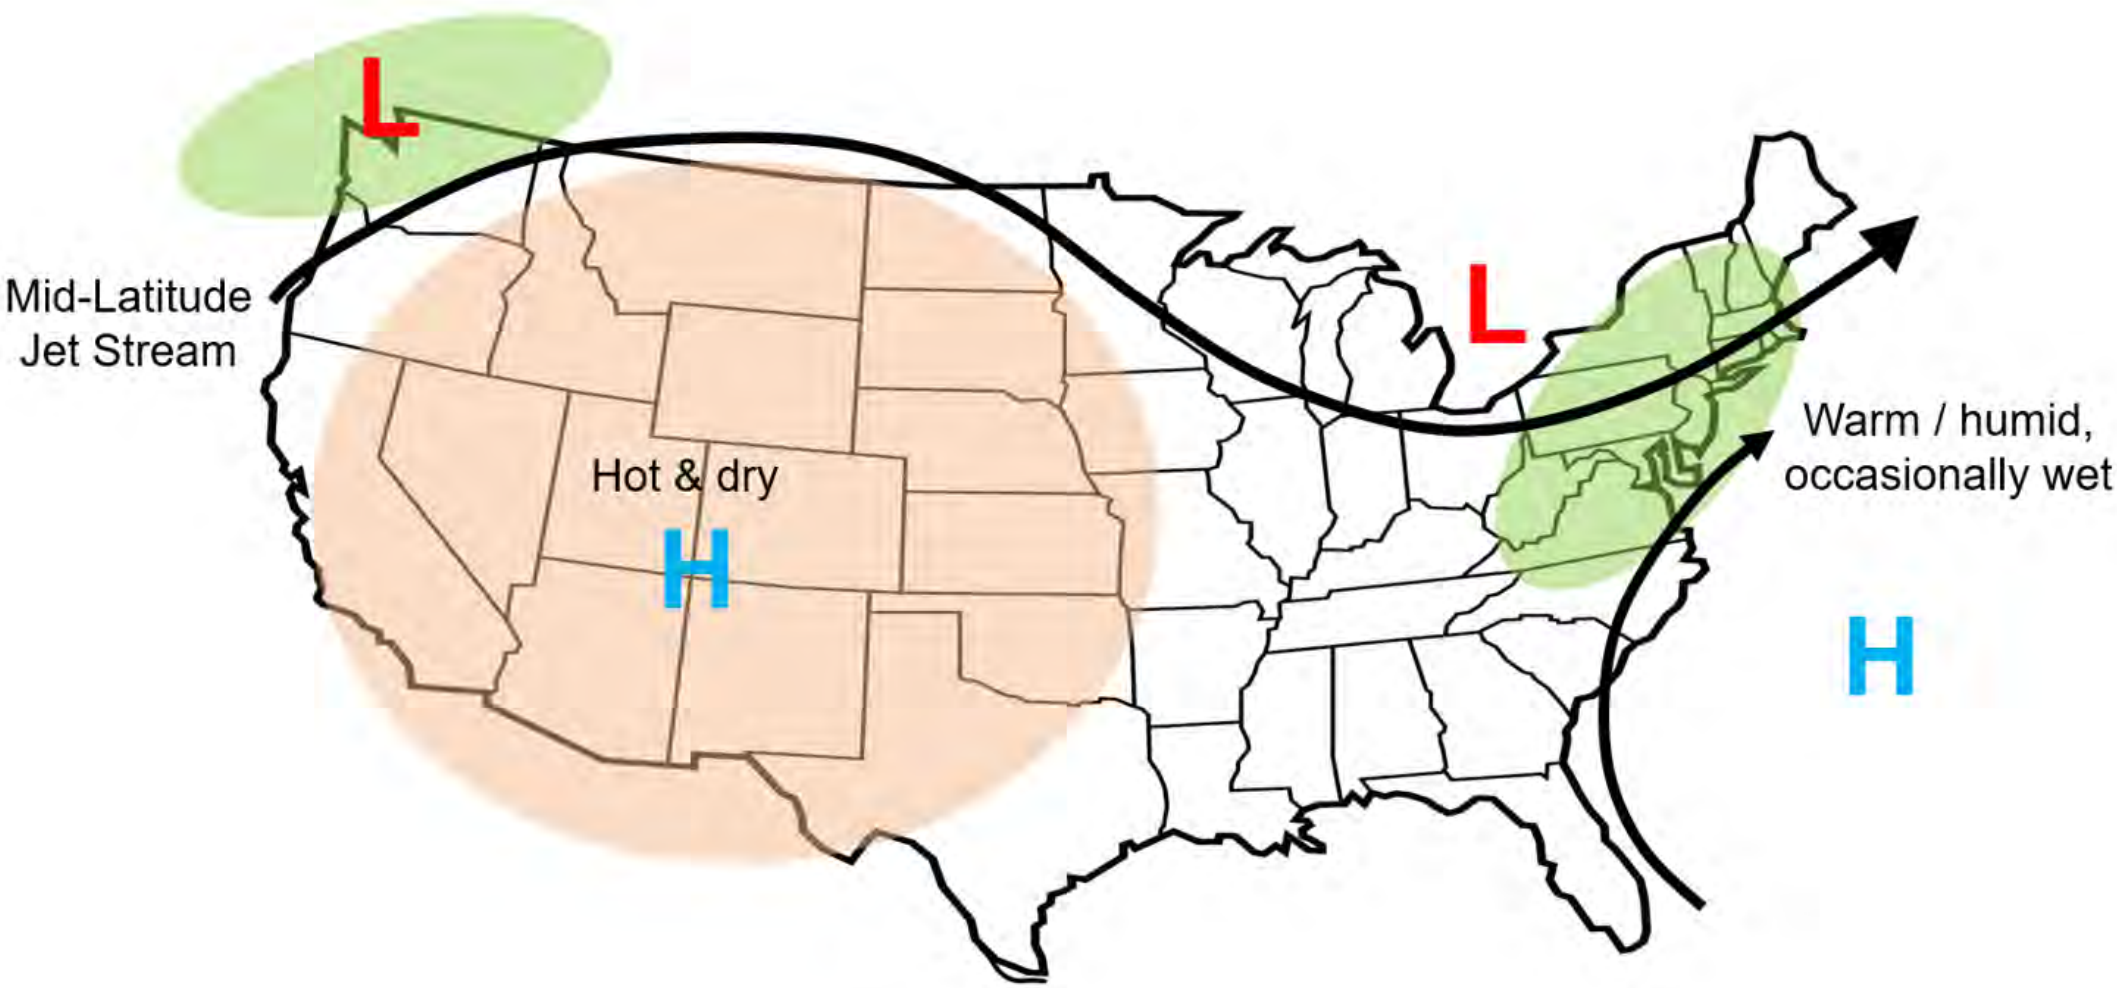 L
Mid-Latitude
Jet Stream
L
Warm / humid,
occasionally wet
Hot & dry
H
H